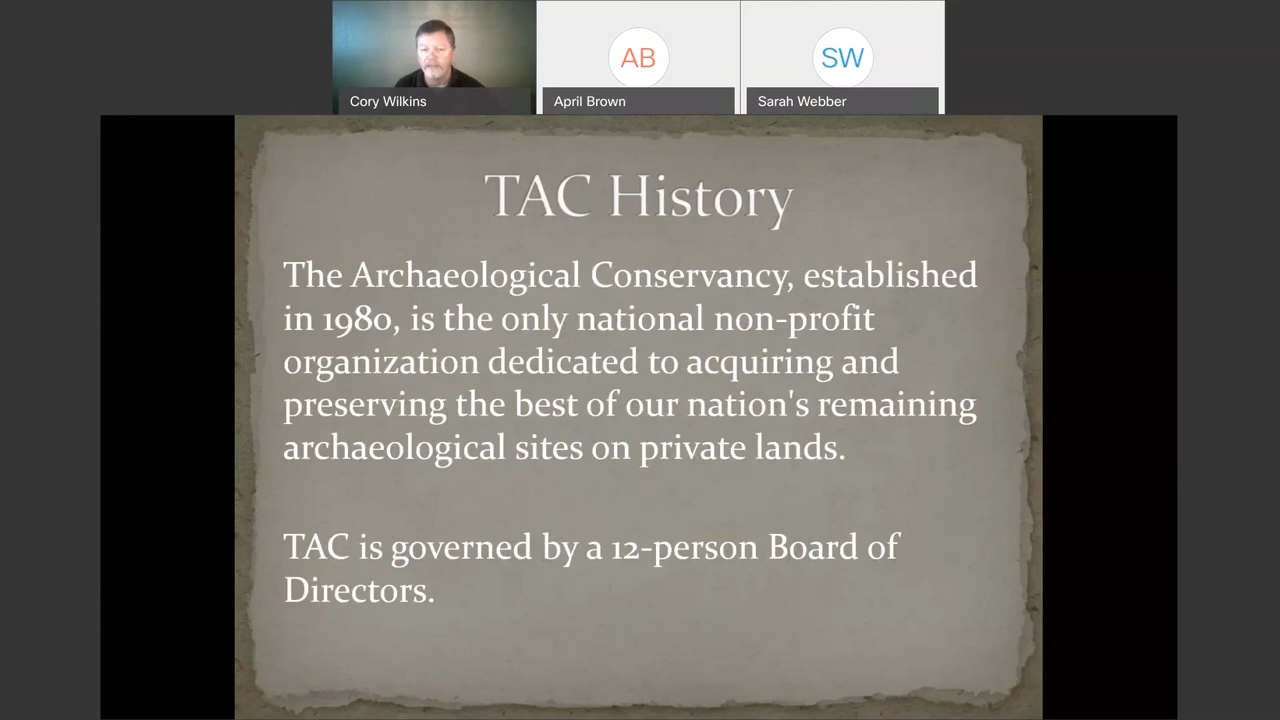 AB
SW
Cory Wilkins
April Brown
Sarah Webber
TAC History
The Archaeological Conservancy, established
in 1980, is the only national non-profit
organization dedicated to acquiring and
preserving the best of our nation's remaining
archaeological sites on private lands.
TAC is governed by a 12-person Board of
Directors.